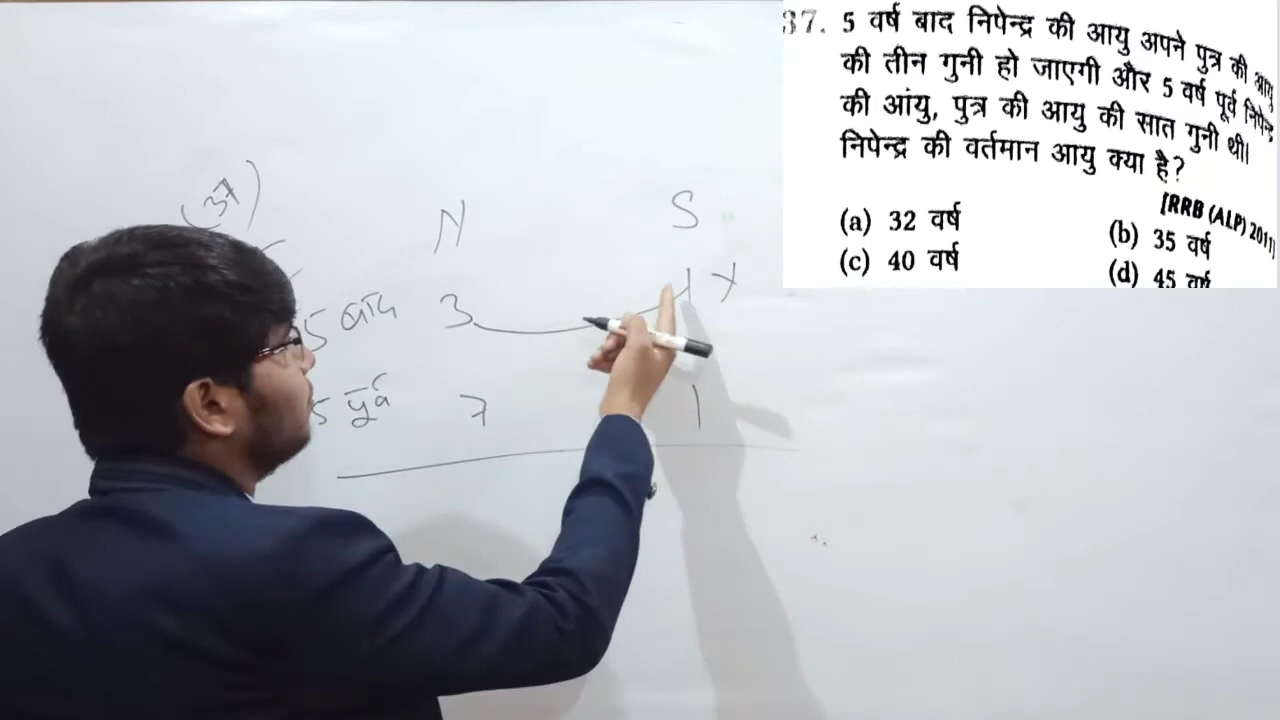 37. 5 वर्ष बाद निपेन्द्र की आयु अपने पुत्र की आयु
की तीन गुनी हो जाएगी और 5 वर्ष पूर्व निपेन्द्र
की आंयु, पुत्र की आयु की सात गुनी थी।
निपेन्द्र की वर्तमान आयु क्या है?
[RRB (ALP) 2011]
(a) 32 वर्ष (b) 35 वर्ष
(c) 40 वर्ष (d) 45 वर्ष
(37)
N S
5 बाद 3 1 x
5 पूर्व 7 1